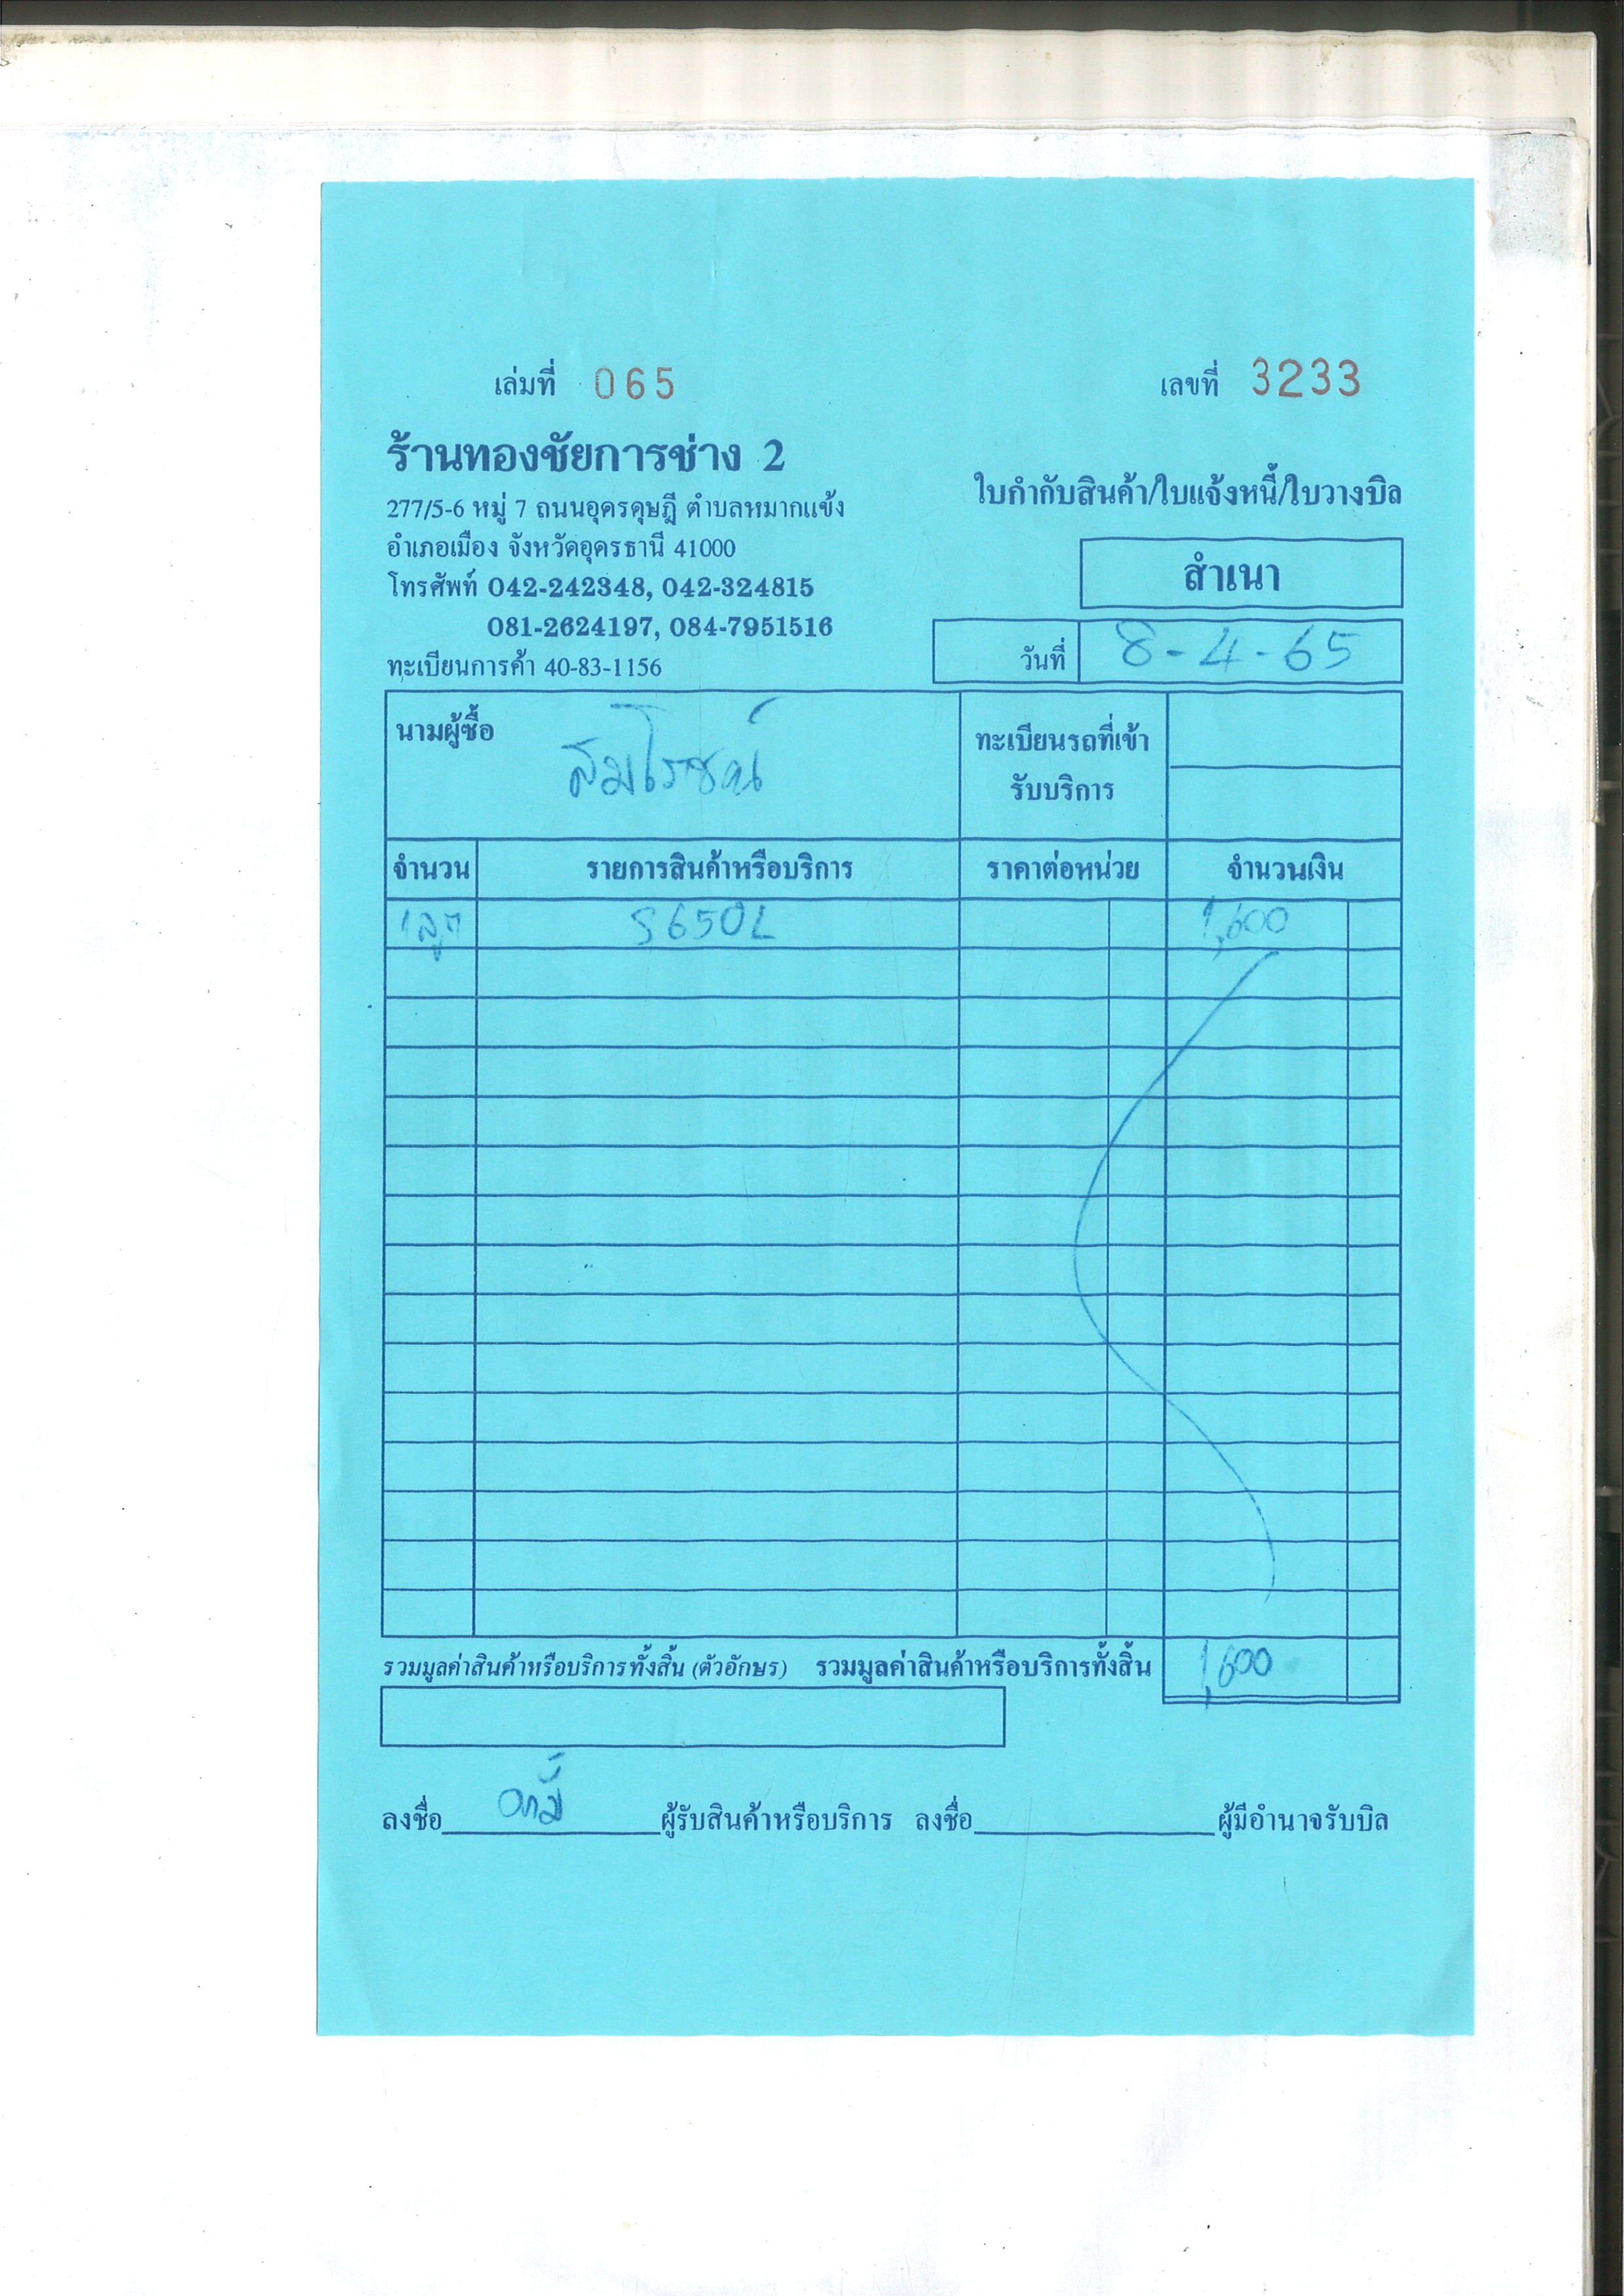 เล่มที่ 065 เลขที่ 3233
ร้านทองชัยการช่าง 2
277/5-6 หมู่ 7 ถนนอุดรดุษฎี ตำบลหมากแข้ง
ใบกำกับสินค้า/ใบแจ้งหนี้/ใบวางบิล
อำเภอเมือง จังหวัดอุดรธานี 41000
สำเนา
โทรศัพท์ 042-242348, 042-324815
081-2624197, 084-7951516
วันที่ 8-4-65
ทะเบียนการค้า 40-83-1156
นามผู้ซื้อ สมโรชน์ ทะเบียนรถที่เข้า
รับบริการ
จำนวน รายการสินค้าหรือบริการ ราคาต่อหน่วย จำนวนเงิน
1 ลูก S650L 1,600
รวมมูลค่าสินค้าหรือบริการทั้งสิ้น (ตัวอักษร) รวมมูลค่าสินค้าหรือบริการทั้งสิ้น 1,600
ลงชื่อ ผู้รับสินค้าหรือบริการ ลงชื่อ ผู้มีอำนาจรับบิล